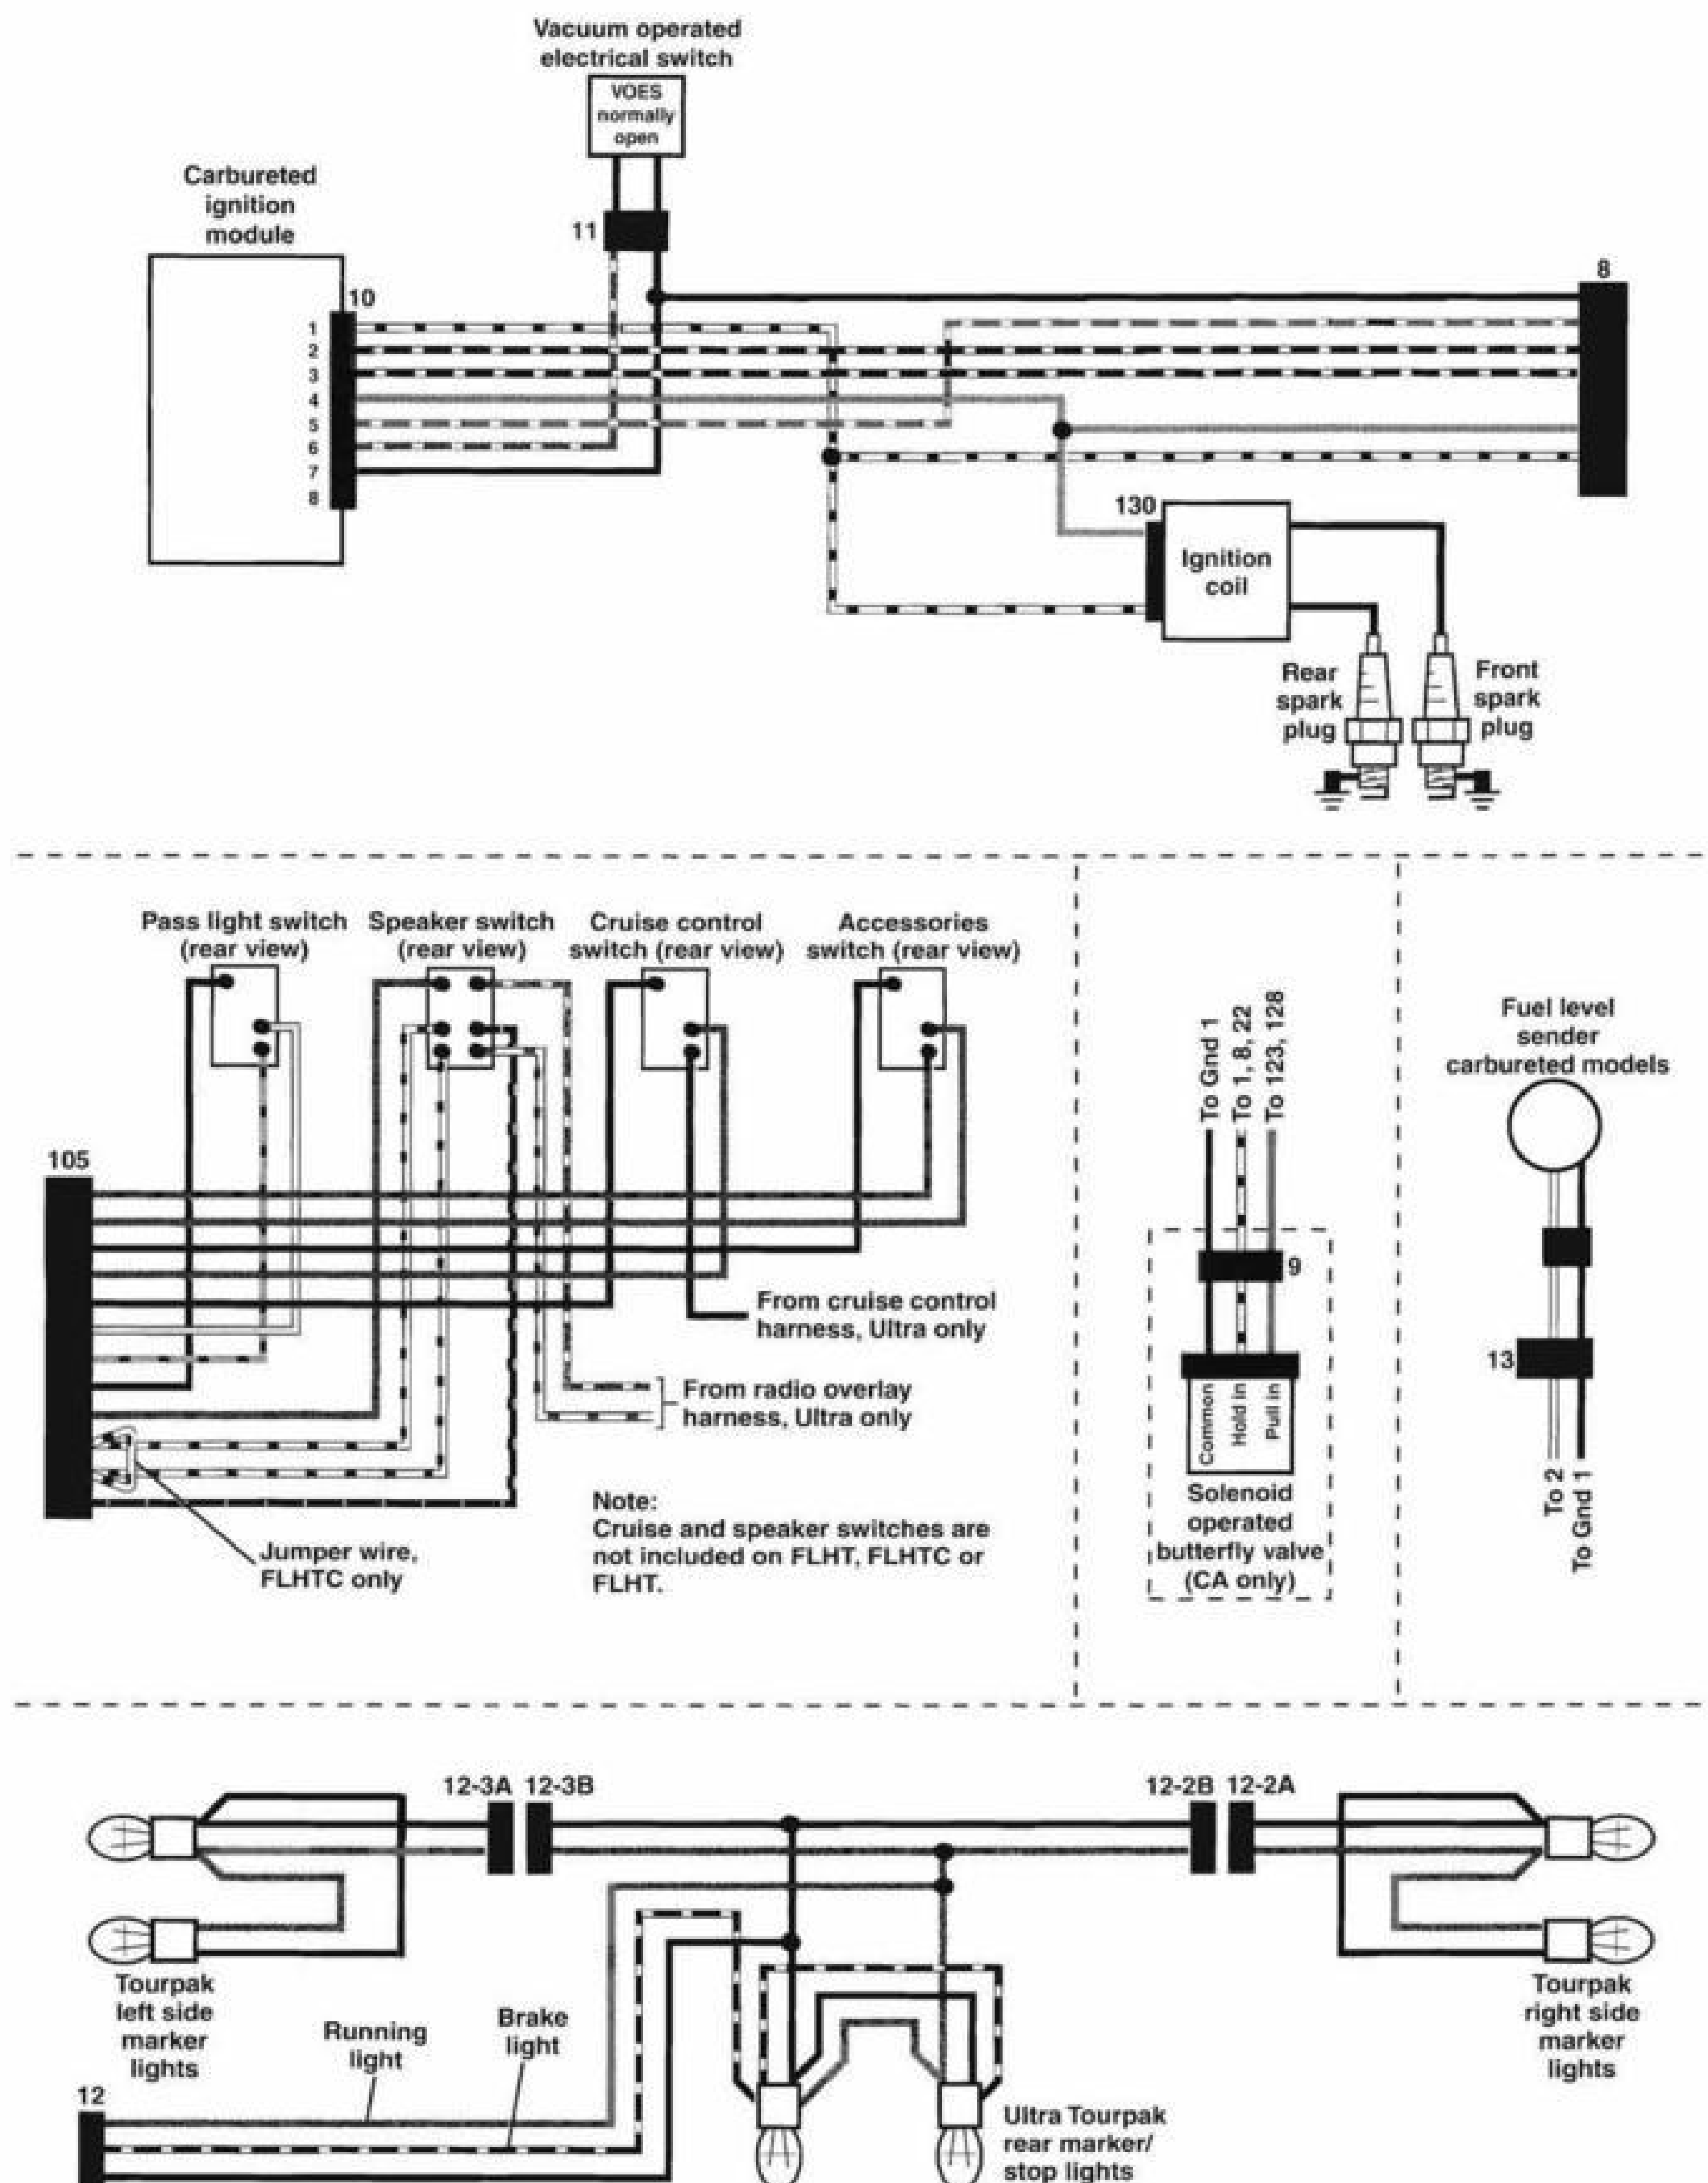 Vacuum operated
electrical switch
VOES
normally
open
Carbureted
ignition
module
11
8
10
1
2
3
4
5
6
7
8
130
Ignition
coil
Rear
spark
plug
Front
spark
plug
Pass light switch
(rear view)
Speaker switch
(rear view)
Cruise control
switch (rear view)
Accessories
switch (rear view)
105
From cruise control
harness, Ultra only
From radio overlay
harness, Ultra only
Jumper wire,
FLHTC only
Note:
Cruise and speaker switches are
not included on FLHT, FLHTC or
FLHT.
To Gnd 1
To 1, 8, 22
To 123, 128
9
Common
Hold in
Pull in
Solenoid
operated
butterfly valve
(CA only)
Fuel level
sender
carbureted models
13
To 2
To Gnd 1
12-3A
12-3B
12-2B
12-2A
Tourpak
left side
marker
lights
Running
light
Brake
light
12
Tourpak
right side
marker
lights
Ultra Tourpak
rear marker/
stop lights